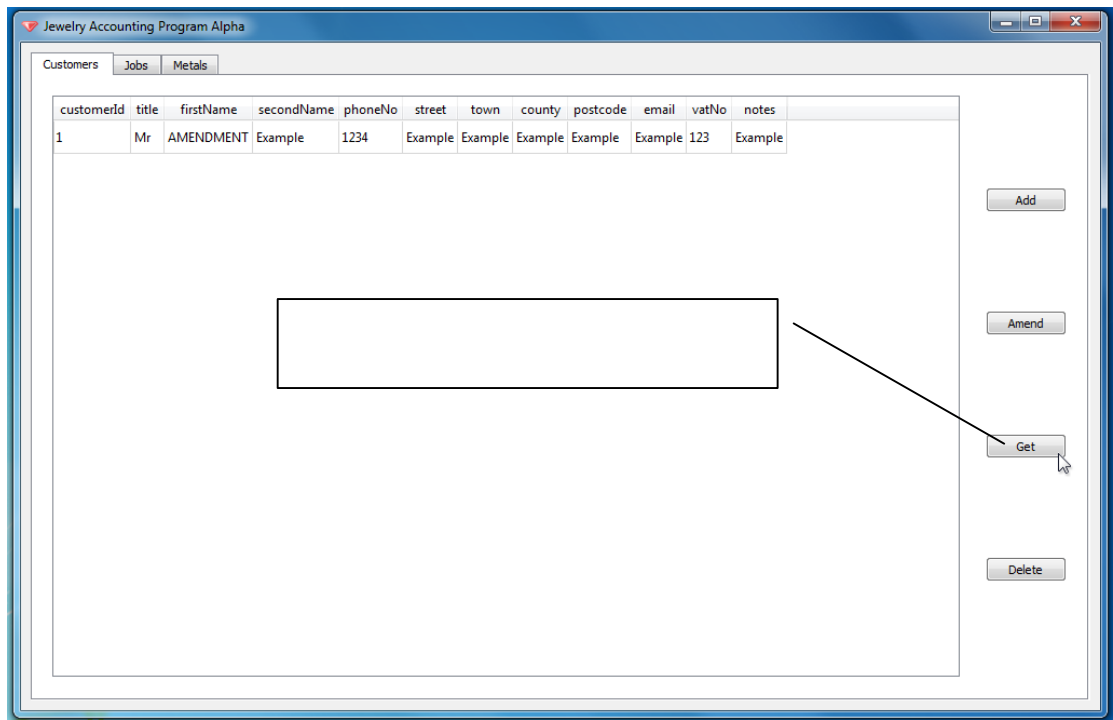 Jewelry Accounting Program Alpha
Customers Jobs Metals
customerId title firstName secondName phoneNo street town county postcode email vatNo notes
1 Mr AMENDMENT Example 1234 Example Example Example Example Example 123 Example
Add
Amend
Get
Delete